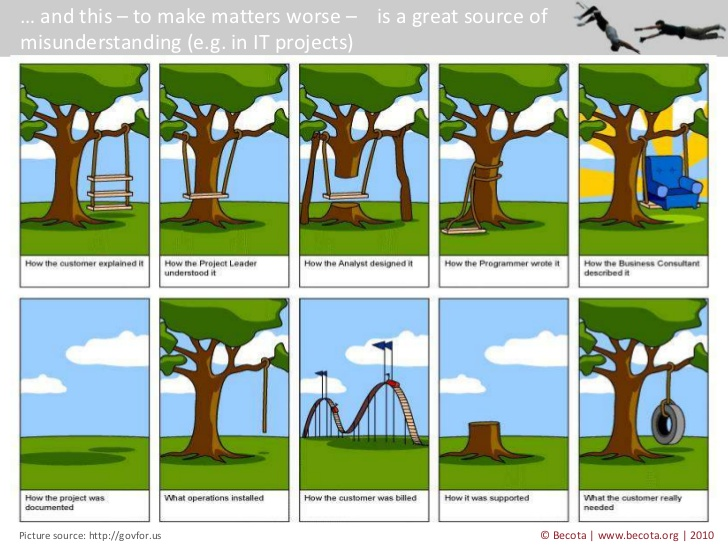 ... and this – to make matters worse –    is a great source of
misunderstanding (e.g. in IT projects)
How the customer explained it
How the Project Leader
understood it
How the Analyst designed it
How the Programmer wrote it
How the Business Consultant
described it
How the project was
documented
What operations installed
How the customer was billed
How it was supported
What the customer really
needed
Picture source: http://govfor.us
© Becota | www.becota.org | 2010